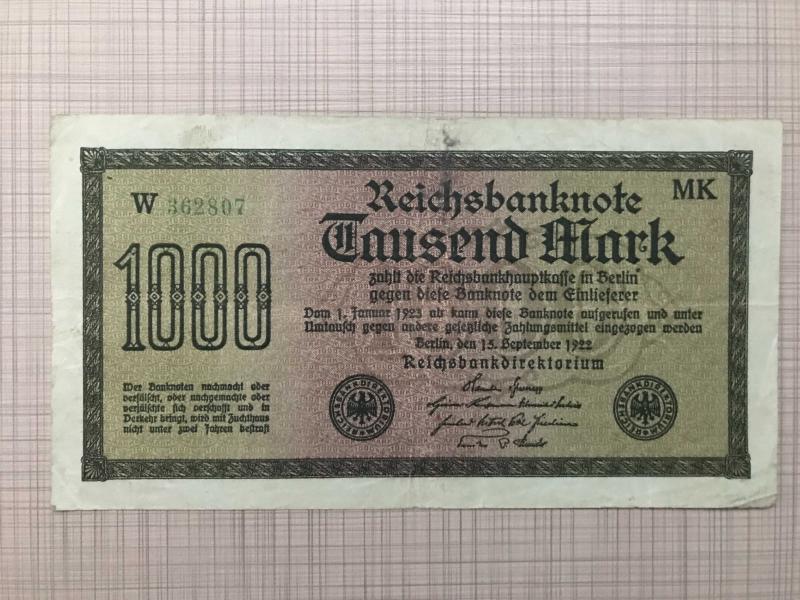 W 362807
MK
Reichsbanknote
Tausend Mark
1000
zahlt die Reichsbankhauptkasse in Berlin
gegen diese Banknote dem Einlieferer
Vom 1. Januar 1923 ab kann diese Banknote aufgerufen und unter
Umtausch gegen andere gesetzliche Zahlungsmittel eingezogen werden
Berlin, den 15. September 1922
Reichsbankdirektorium
Wer Banknoten nachmacht oder
verfälscht, oder nachgemachte oder
verfälschte sich verschafft und in
Verkehr bringt, wird mit Zuchthaus
nicht unter zwei Jahren bestraft
REICHSBANKDIREKTORIUM
REICHSBANKDIREKTORIUM